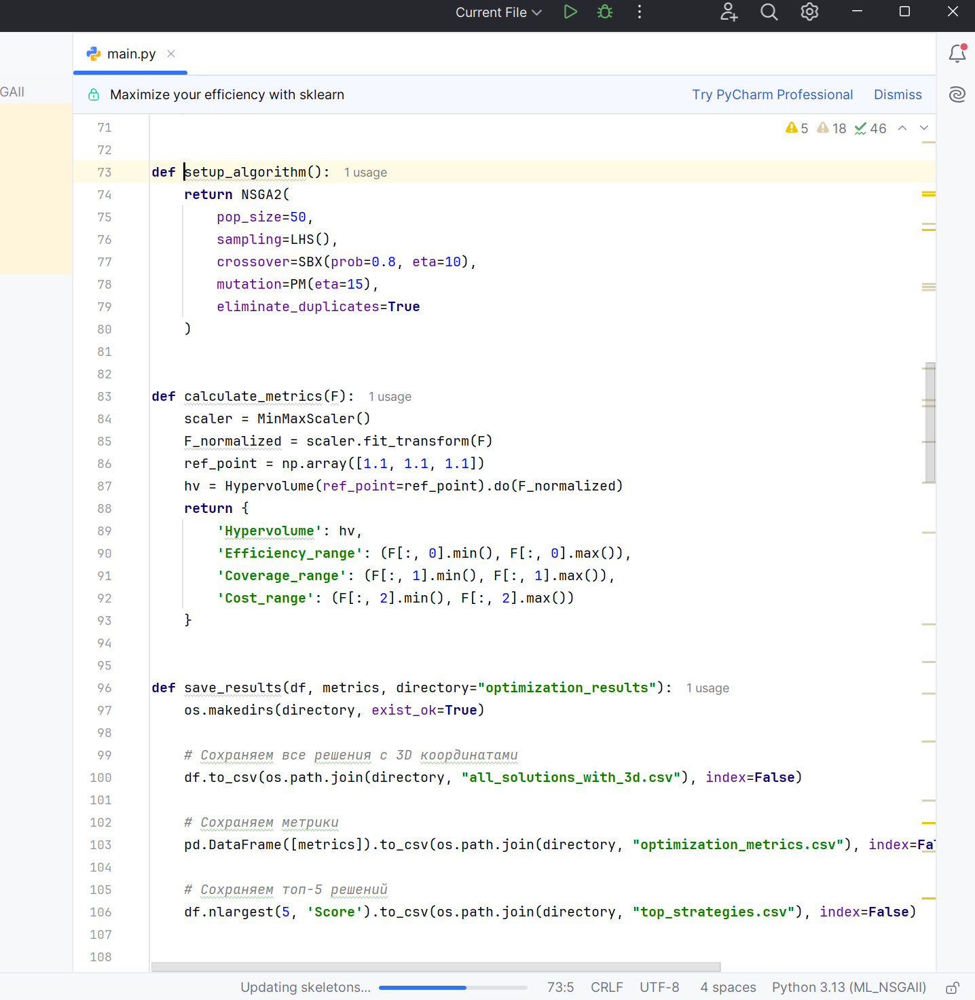 Current File
main.py
GAII
Maximize your efficiency with sklearn Try PyCharm Professional Dismiss
5 18 46
71
72
73 def setup_algorithm(): 1 usage
74     return NSGA2(
75         pop_size=50,
76         sampling=LHS(),
77         crossover=SBX(prob=0.8, eta=10),
78         mutation=PM(eta=15),
79         eliminate_duplicates=True
80     )
81
82
83 def calculate_metrics(F): 1 usage
84     scaler = MinMaxScaler()
85     F_normalized = scaler.fit_transform(F)
86     ref_point = np.array([1.1, 1.1, 1.1])
87     hv = Hypervolume(ref_point=ref_point).do(F_normalized)
88     return {
89         'Hypervolume': hv,
90         'Efficiency_range': (F[:, 0].min(), F[:, 0].max()),
91         'Coverage_range': (F[:, 1].min(), F[:, 1].max()),
92         'Cost_range': (F[:, 2].min(), F[:, 2].max())
93     }
94
95
96 def save_results(df, metrics, directory="optimization_results"): 1 usage
97     os.makedirs(directory, exist_ok=True)
98
99     # Сохраняем все решения с 3D координатами
100     df.to_csv(os.path.join(directory, "all_solutions_with_3d.csv"), index=False)
101
102     # Сохраняем метрики
103     pd.DataFrame([metrics]).to_csv(os.path.join(directory, "optimization_metrics.csv"), index=Fal
104
105     # Сохраняем топ-5 решений
106     df.nlargest(5, 'Score').to_csv(os.path.join(directory, "top_strategies.csv"), index=False)
107
108
Updating skeletons... 73:5 CRLF UTF-8 4 spaces Python 3.13 (ML_NSGAII)